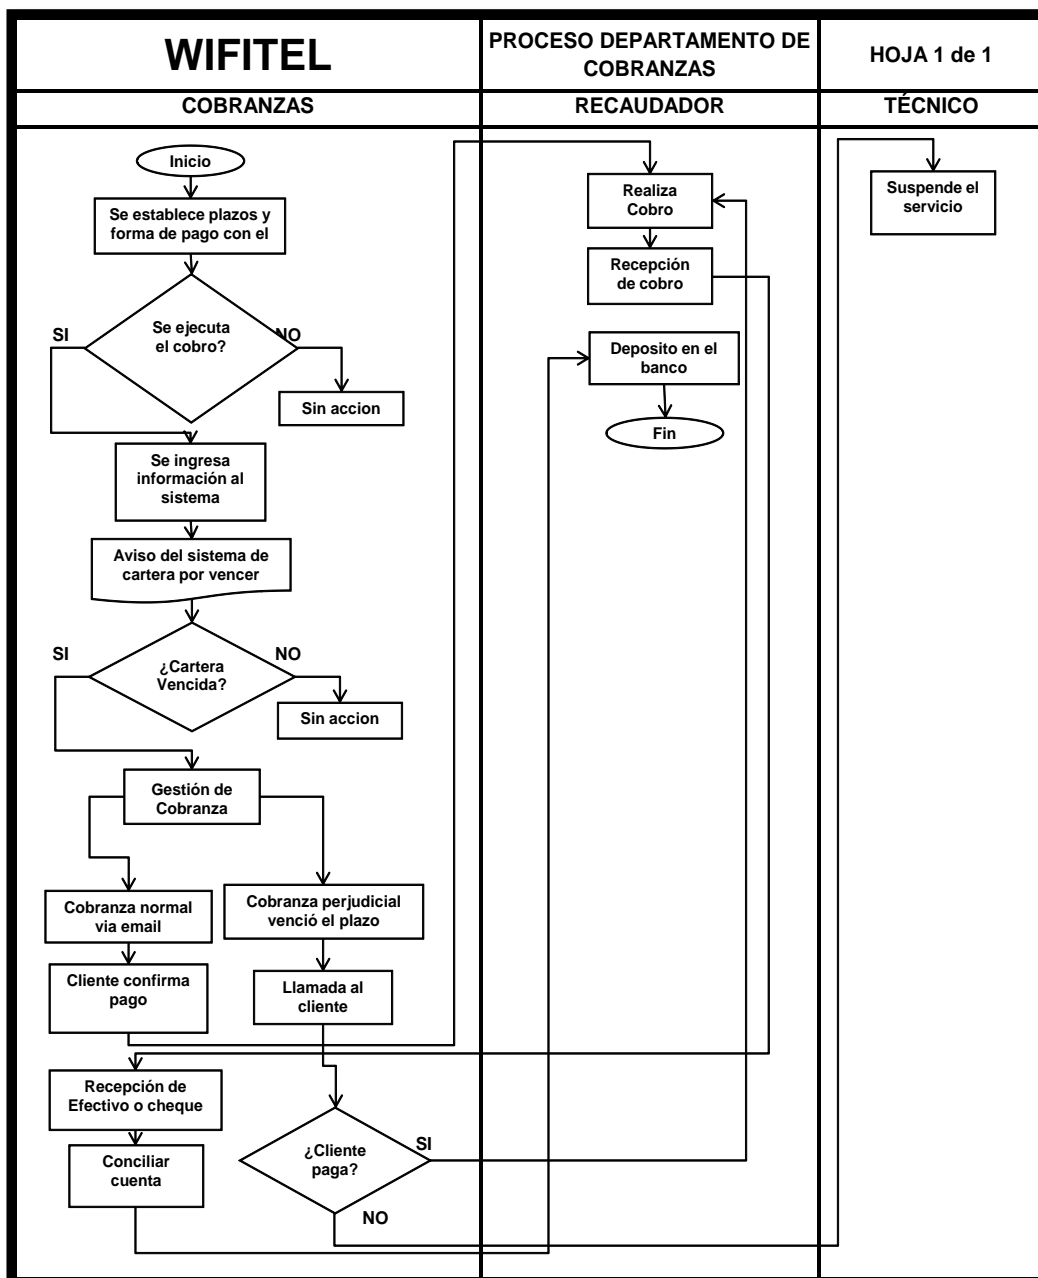 WIFITEL
PROCESO DEPARTAMENTO DE
COBRANZAS
HOJA 1 de 1
COBRANZAS
RECAUDADOR
TÉCNICO
Inicio
Se establece plazos y
forma de pago con el
Se ejecuta
el cobro?
SI
NO
Sin accion
Se ingresa
información al
sistema
Aviso del sistema de
cartera por vencer
¿Cartera
Vencida?
SI
NO
Sin accion
Gestión de
Cobranza
Cobranza normal
via email
Cobranza perjudicial
venció el plazo
Cliente confirma
pago
Llamada al
cliente
Recepción de
Efectivo o cheque
Conciliar
cuenta
¿Cliente
paga?
SI
NO
Realiza
Cobro
Recepción
de cobro
Deposito en el
banco
Fin
Suspende el
servicio